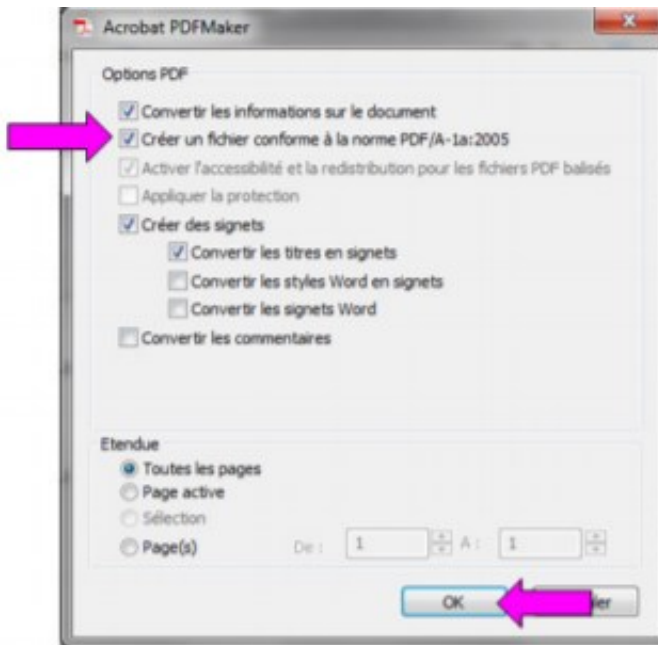 Acrobat PDFMaker
Options PDF
Convertir les informations sur le document
Créer un fichier conforme à la norme PDF/A-1a:2005
Activer l'accessibilité et la redistribution pour les fichiers PDF balisés
Appliquer la protection
Créer des signets
Convertir les titres en signets
Convertir les styles Word en signets
Convertir les signets Word
Convertir les commentaires
Etendue
Toutes les pages
Page active
Sélection
Page(s) De : 1 A : 1
OK